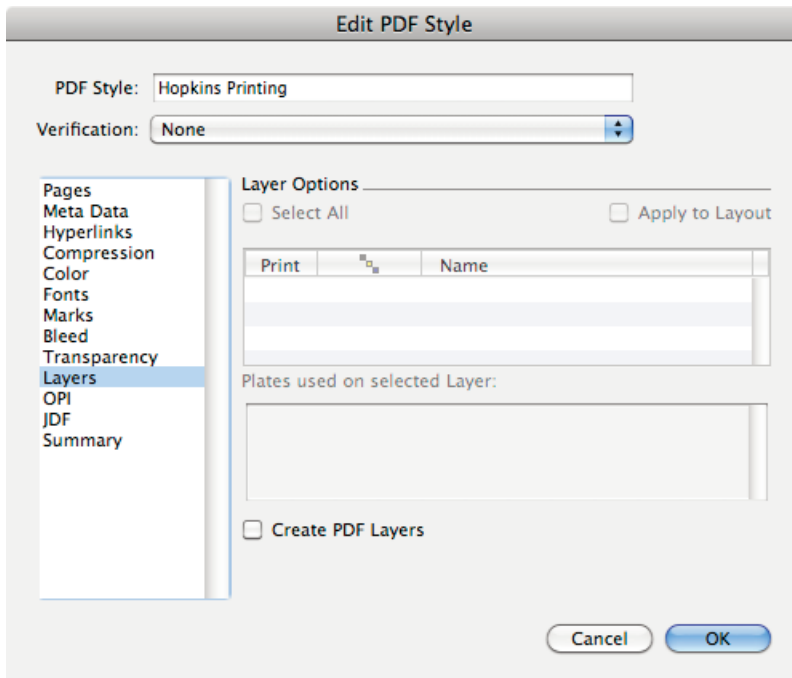 Edit PDF Style
PDF Style: Hopkins Printing
Verification: None
Pages
Meta Data
Hyperlinks
Compression
Color
Fonts
Marks
Bleed
Transparency
Layers
OPI
JDF
Summary
Layer Options
Select All Apply to Layout
Print Name
Plates used on selected Layer:
Create PDF Layers
Cancel OK